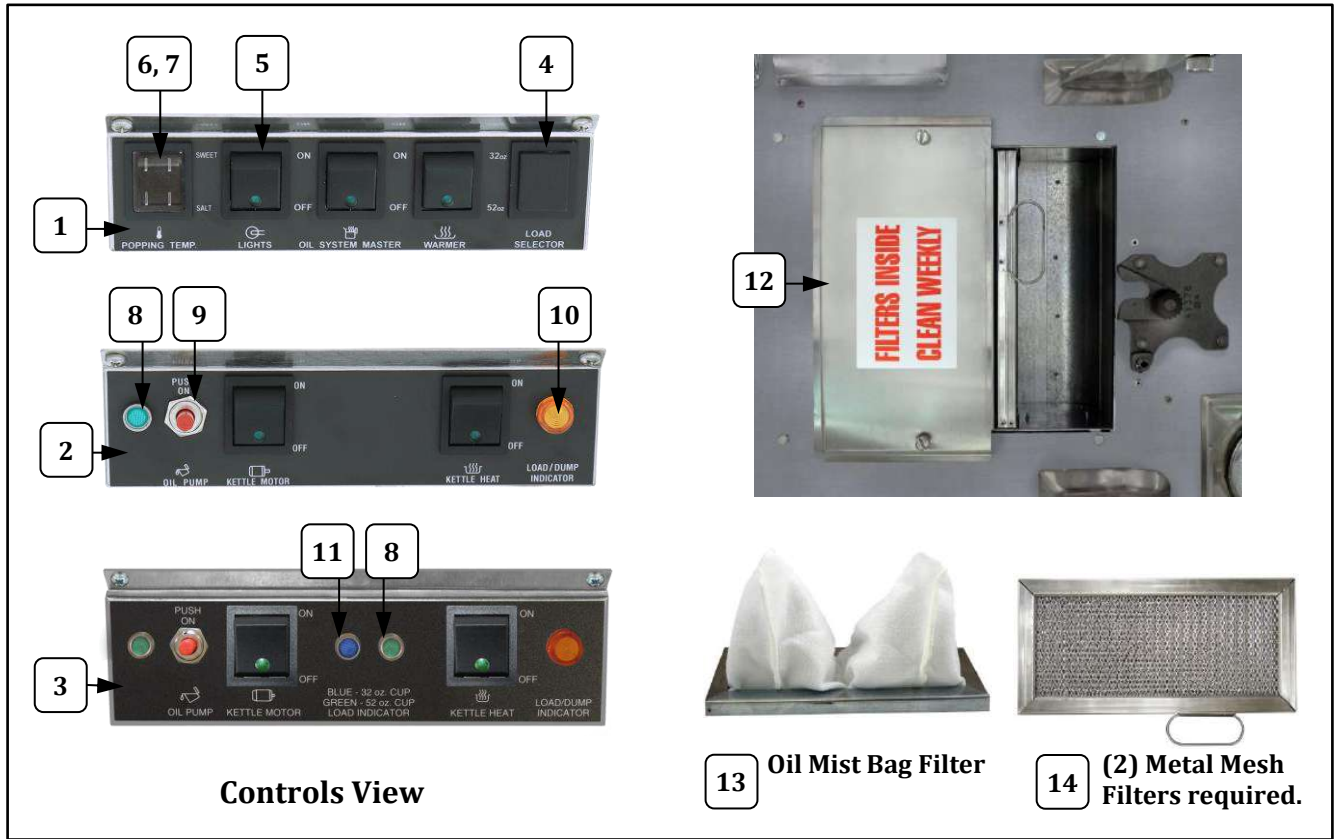 6, 7
5
4
SWEET
ON
ON
32oz
SALT
OFF
OFF
52oz
1
POPPING TEMP.
LIGHTS
OIL SYSTEM MASTER
WARMER
LOAD
SELECTOR
8
9
10
PUS
ON
ON
ON
OFF
OFF
2
OIL PUMP
KETTLE MOTOR
KETTLE HEAT
LOAD/DUMP
INDICATOR
11
8
PUSH
ON
ON
ON
OFF
OFF
3
OIL PUMP
KETTLE MOTOR
BLUE - 32 oz. CUP
GREEN - 52 oz. CUP
LOAD INDICATOR
KETTLE HEAT
LOAD/DUMP
INDICATOR
Controls View
12
FILTERS INSIDE
CLEAN WEEKLY
13
Oil Mist Bag Filter
14
(2) Metal Mesh
Filters required.